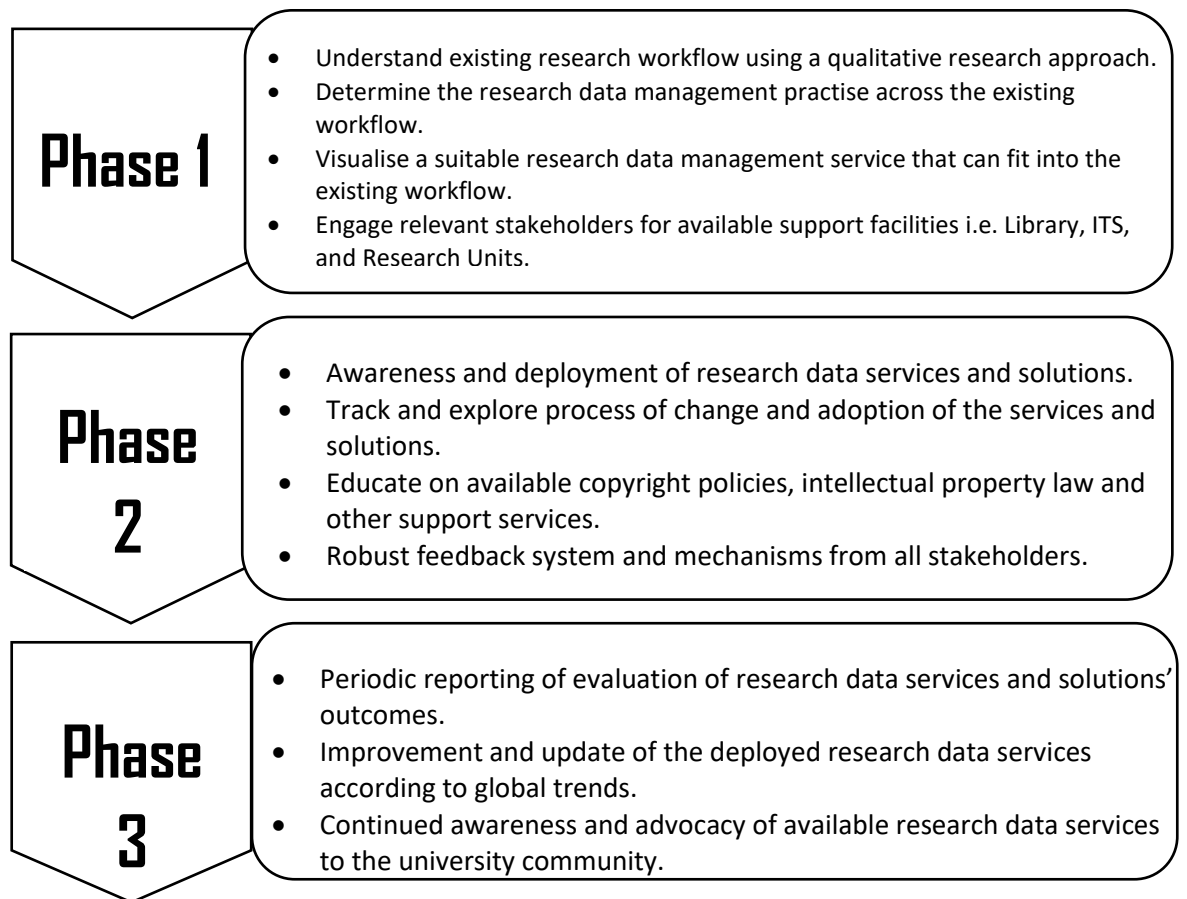 Phase 1
• Understand existing research workflow using a qualitative research approach.
• Determine the research data management practise across the existing
workflow.
• Visualise a suitable research data management service that can fit into the
existing workflow.
• Engage relevant stakeholders for available support facilities i.e. Library, ITS,
and Research Units.
Phase
2
• Awareness and deployment of research data services and solutions.
• Track and explore process of change and adoption of the services and
solutions.
• Educate on available copyright policies, intellectual property law and
other support services.
• Robust feedback system and mechanisms from all stakeholders.
Phase
3
• Periodic reporting of evaluation of research data services and solutions’
outcomes.
• Improvement and update of the deployed research data services
according to global trends.
• Continued awareness and advocacy of available research data services
to the university community.